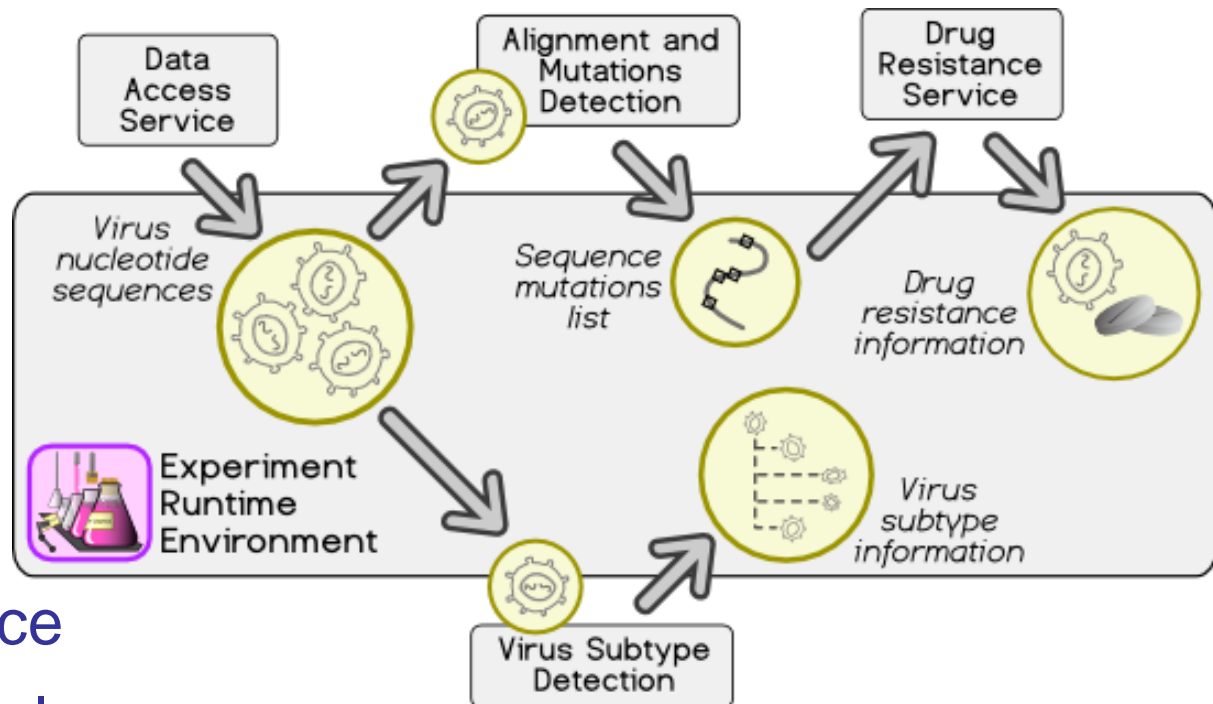 Data
Access
Service
Alignment and
Mutations
Detection
Drug
Resistance
Service
Virus
nucleotide
sequences
Sequence
mutations
list
Drug
resistance
information
Experiment
Runtime
Environment
Virus
subtype
information
ce
Virus Subtype
Detection